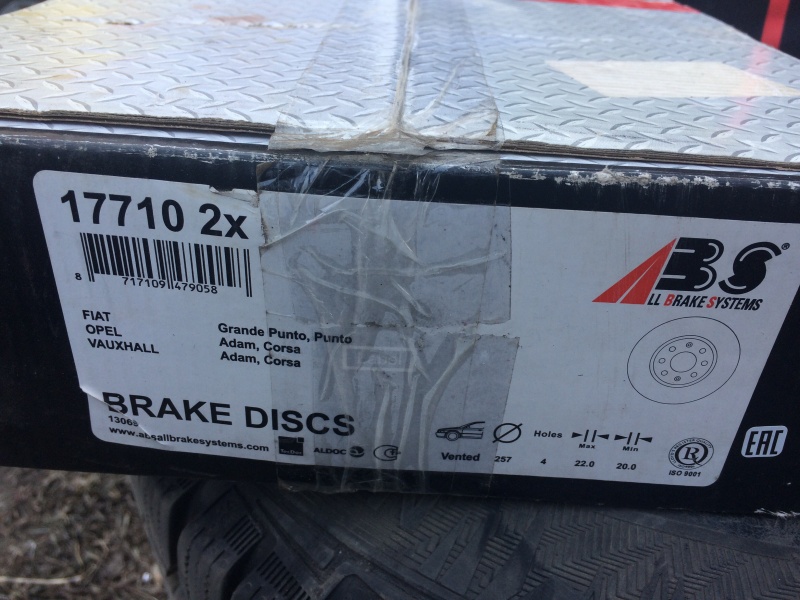 17710 2x
8 717109 479058
FIAT Grande Punto, Punto
OPEL Adam, Corsa
VAUXHALL Adam, Corsa
BRAKE DISCS
www.absallbrakesystems.com
ALDOC
Vented 257
Holes 4
Max 22.0
Min 20.0
ABS®
ALL BRAKE SYSTEMS
R
ISO 9001
EAC